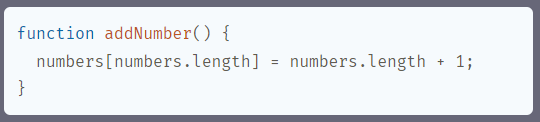 function addNumber() {
  numbers[numbers.length] = numbers.length + 1;
}